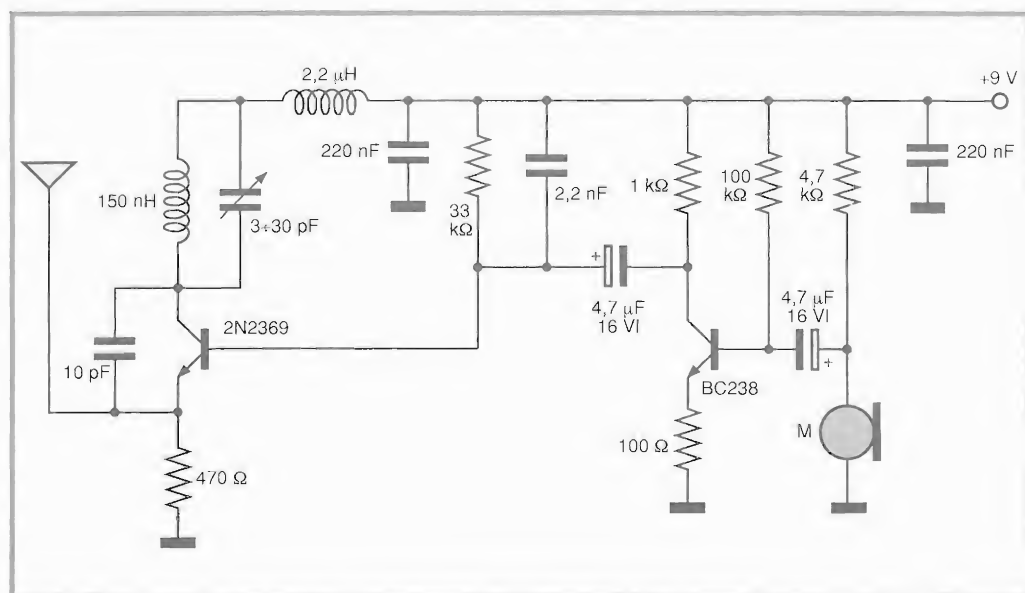 2,2 µH
+9 V
220 nF
150 nH
3÷30 pF
33
kΩ
2,2 nF
1 kΩ
100
kΩ
4,7
kΩ
220 nF
+
4,7 µF
16 Vl
4,7 µF
16 Vl
+
2N2369
10 pF
BC238
M
100 Ω
470 Ω